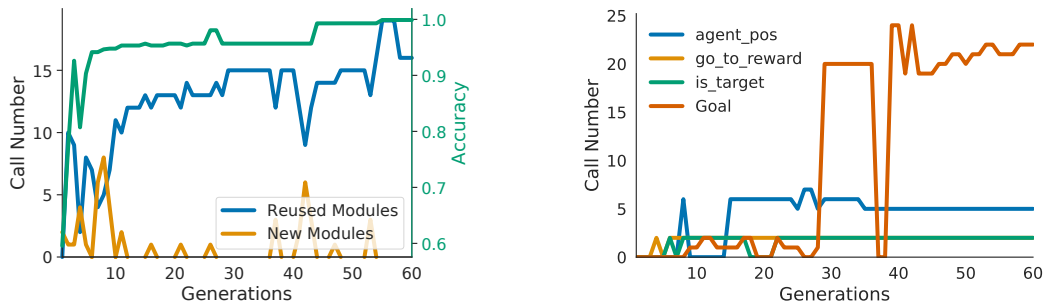 Call Number
15
10
5
0
10
20
30
40
50
60
Generations
1.0
0.9
0.8
0.7
0.6
Accuracy
Reused Modules
New Modules
Call Number
25
20
15
10
5
0
10
20
30
40
50
60
Generations
agent_pos
go_to_reward
is_target
Goal